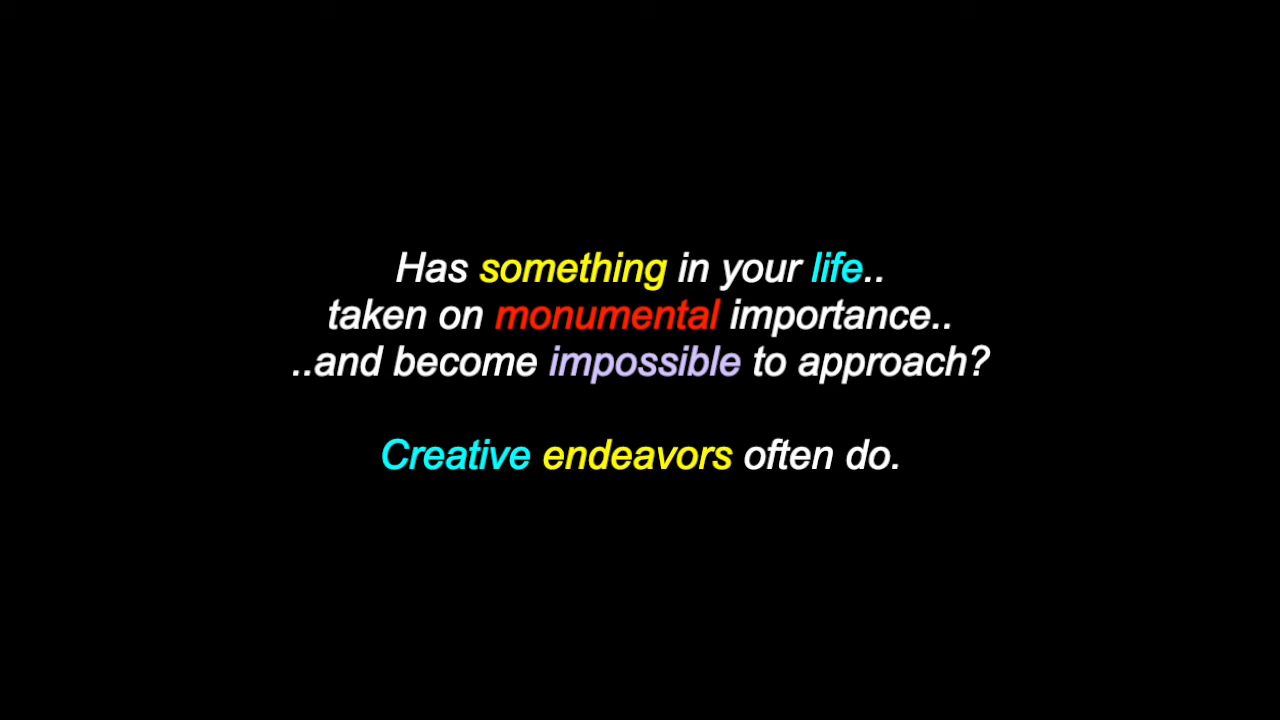 Has something in your life..
taken on monumental importance..
..and become impossible to approach?
Creative endeavors often do.